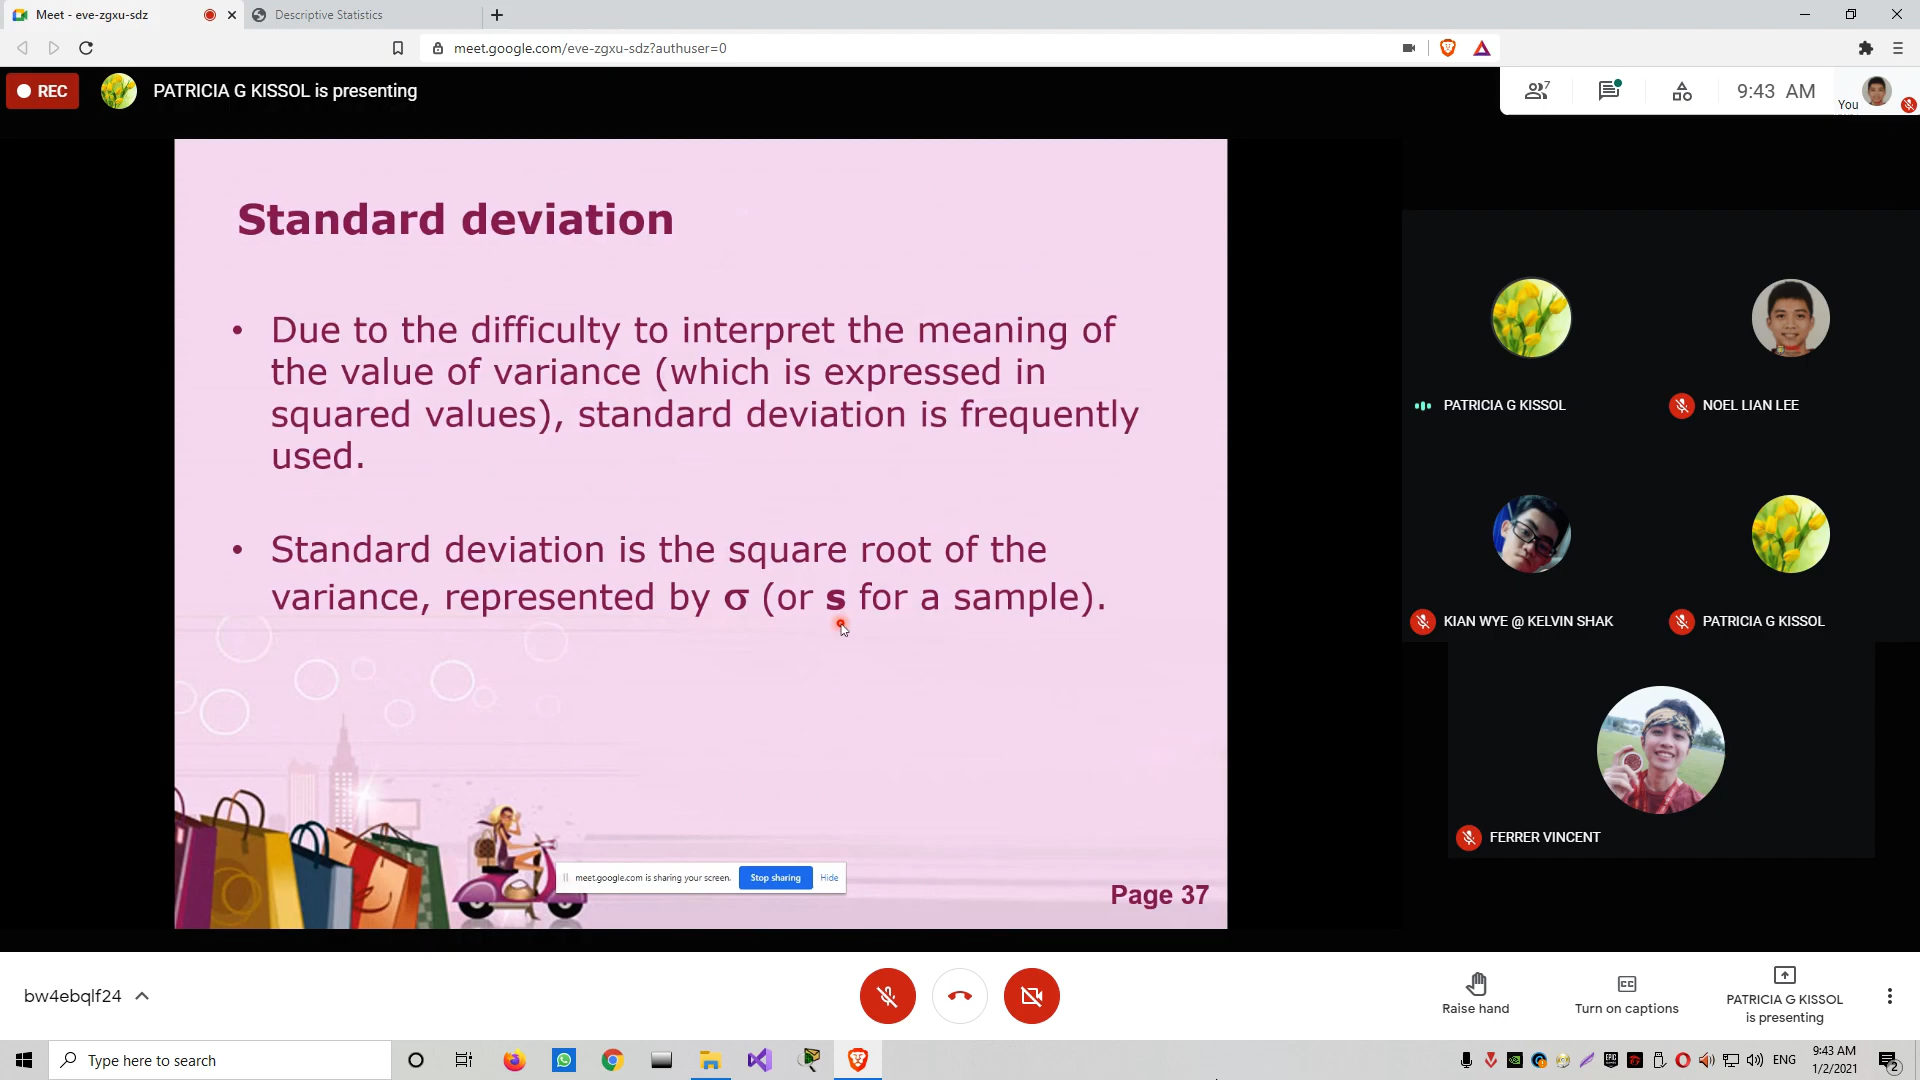 Meet - eve-zgxu-sdz
Descriptive Statistics
meet.google.com/eve-zgxu-sdz?authuser=0
REC
PATRICIA G KISSOL is presenting
7
9:43 AM
You
Standard deviation
• Due to the difficulty to interpret the meaning of
the value of variance (which is expressed in
squared values), standard deviation is frequently
used.
• Standard deviation is the square root of the
variance, represented by σ (or s for a sample).
meet.google.com is sharing your screen.
Stop sharing
Hide
Page 37
PATRICIA G KISSOL
NOEL LIAN LEE
KIAN WYE @ KELVIN SHAK
PATRICIA G KISSOL
FERRER VINCENT
bw4ebqlf24
Raise hand
Turn on captions
PATRICIA G KISSOL
is presenting
Type here to search
ENG
9:43 AM
1/2/2021
2